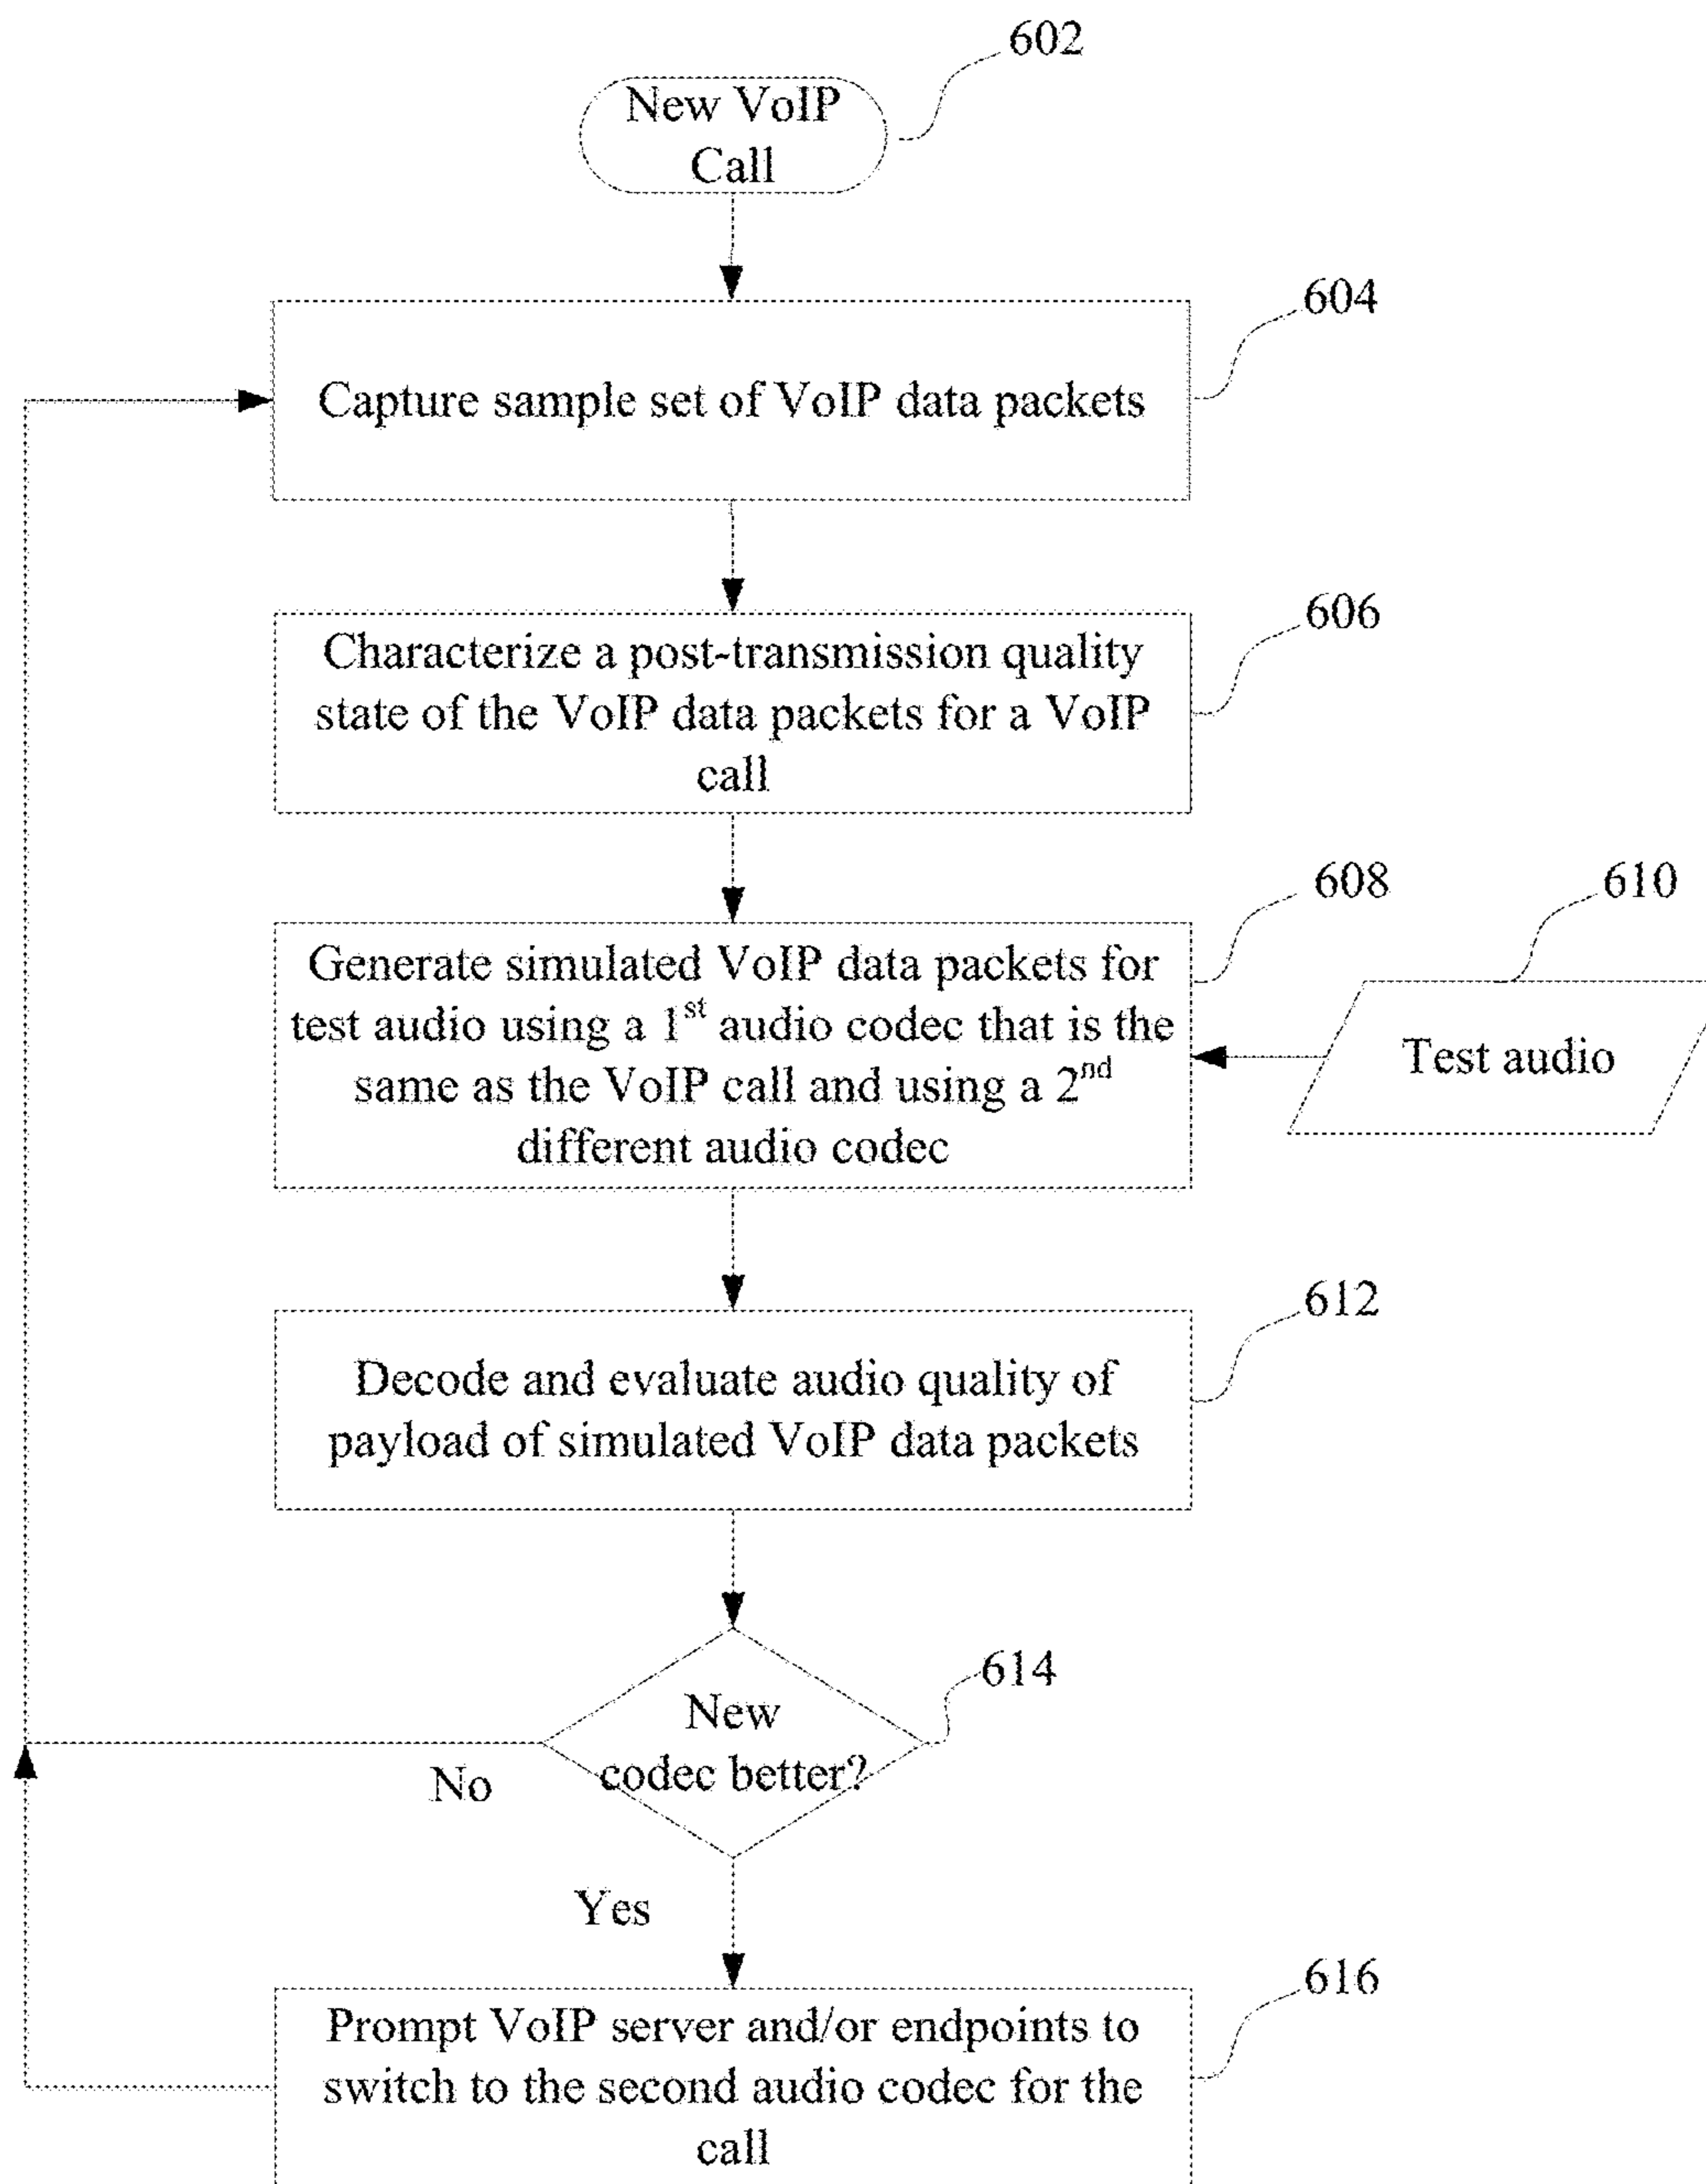 602
New VoIP
Call
604
Capture sample set of VoIP data packets
606
Characterize a post-transmission quality
state of the VoIP data packets for a VoIP
call
608
610
Generate simulated VoIP data packets for
test audio using a 1st audio codec that is the
same as the VoIP call and using a 2nd
different audio codec
Test audio
612
Decode and evaluate audio quality of
payload of simulated VoIP data packets
614
New
codec better?
No
Yes
616
Prompt VoIP server and/or endpoints to
switch to the second audio codec for the
call